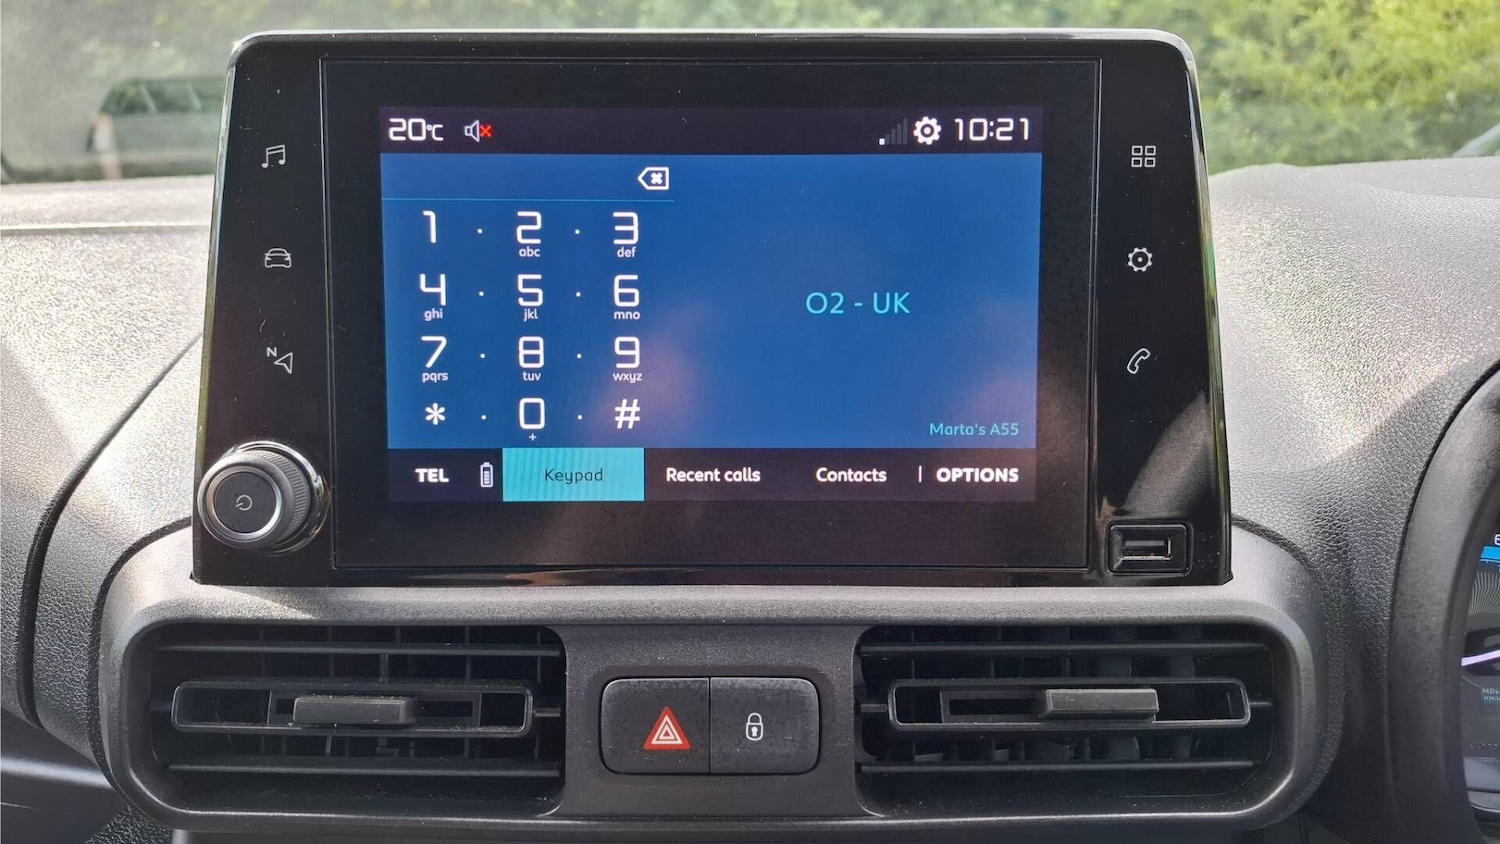 20°C 10:21
1 · 2 · 3
abc def
4 · 5 · 6
ghi jkl mno
7 · 8 · 9
pqrs tuv wxyz
* · 0 · #
+
O2 - UK
Marta's A55
TEL Keypad Recent calls Contacts | OPTIONS
N
MPH